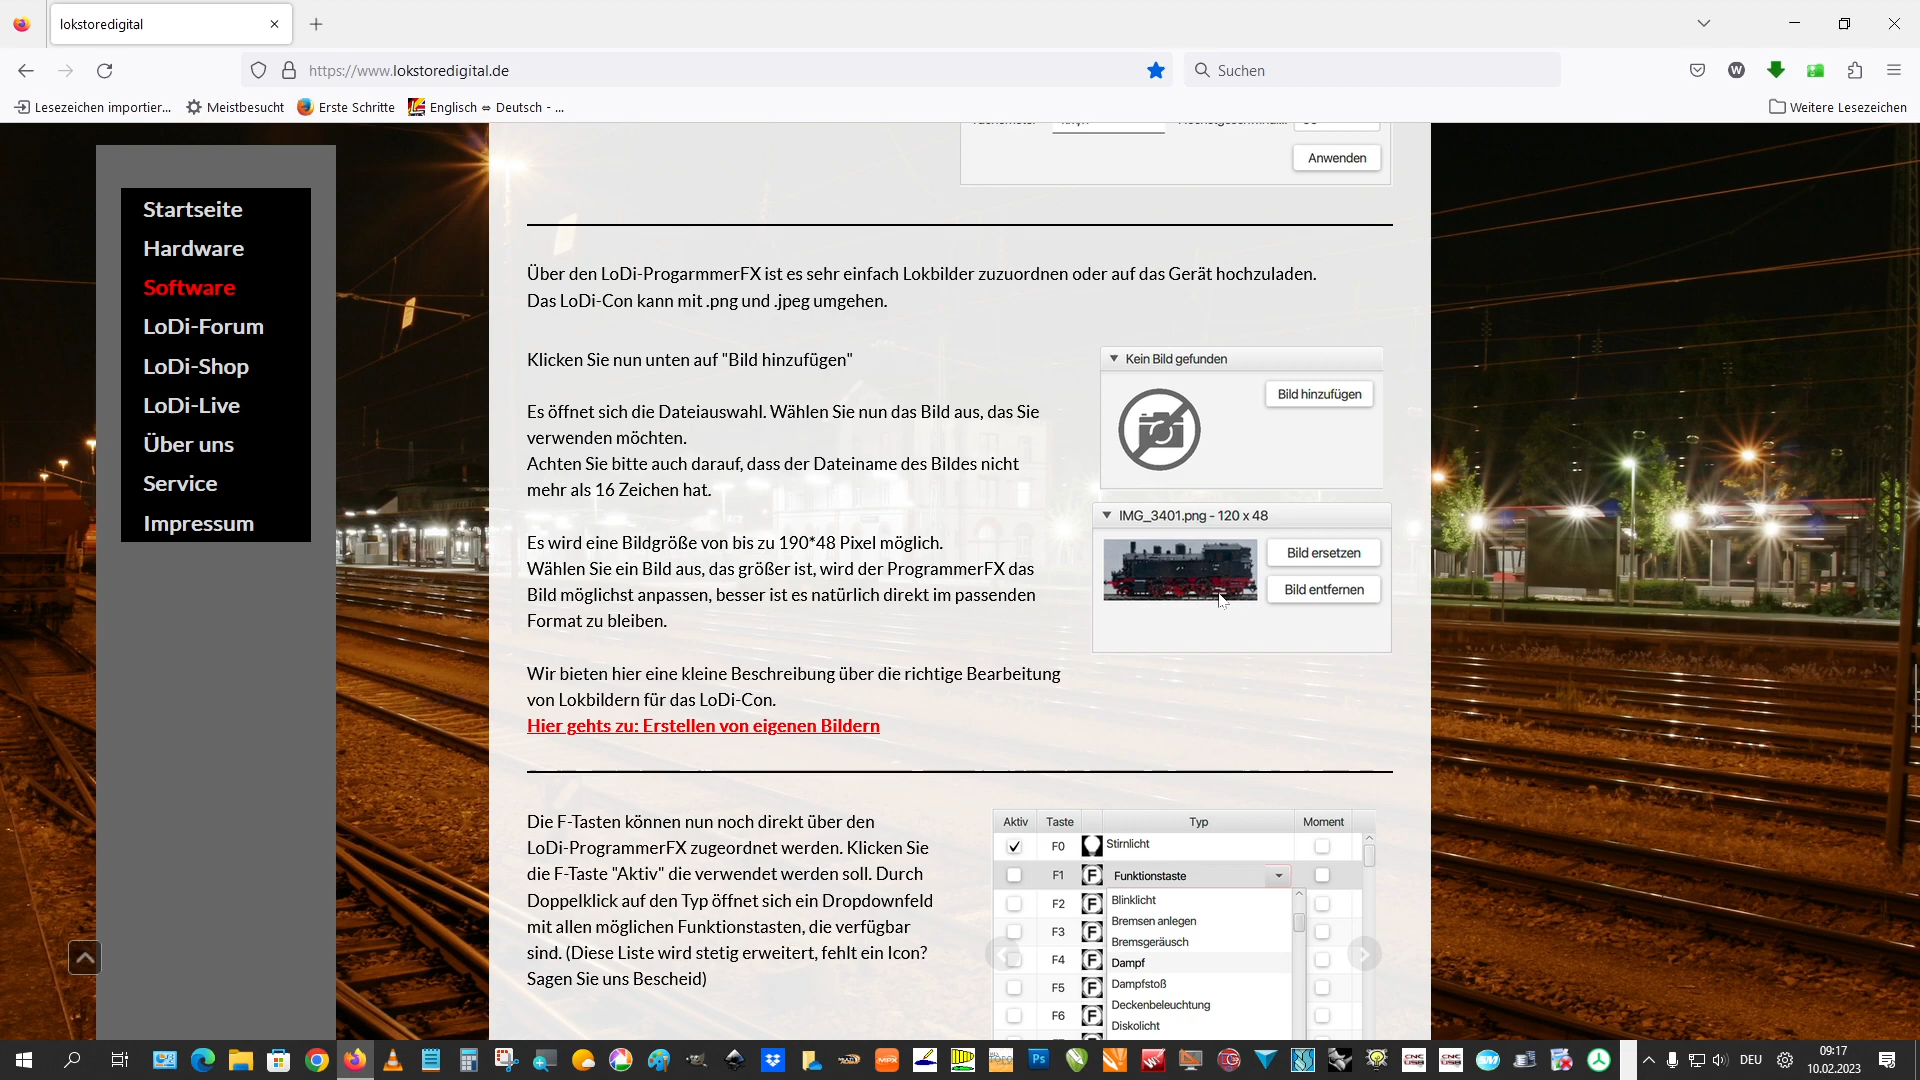 lokstoredigital
https://www.lokstoredigital.de
Suchen
Lesezeichen importier...
Meistbesucht
Erste Schritte
Englisch ⇔ Deutsch - ...
Weitere Lesezeichen
Startseite
Hardware
Software
LoDi-Forum
LoDi-Shop
LoDi-Live
Über uns
Service
Impressum
Anwenden
Über den LoDi-ProgarmmerFX ist es sehr einfach Lokbilder zuzuordnen oder auf das Gerät hochzuladen.
Das LoDi-Con kann mit .png und .jpeg umgehen.
Klicken Sie nun unten auf "Bild hinzufügen"
Es öffnet sich die Dateiauswahl. Wählen Sie nun das Bild aus, das Sie
verwenden möchten.
Achten Sie bitte auch darauf, dass der Dateiname des Bildes nicht
mehr als 16 Zeichen hat.
Es wird eine Bildgröße von bis zu 190*48 Pixel möglich.
Wählen Sie ein Bild aus, das größer ist, wird der ProgrammerFX das
Bild möglichst anpassen, besser ist es natürlich direkt im passenden
Format zu bleiben.
Wir bieten hier eine kleine Beschreibung über die richtige Bearbeitung
von Lokbildern für das LoDi-Con.
Hier gehts zu: Erstellen von eigenen Bildern
Kein Bild gefunden
Bild hinzufügen
IMG_3401.png - 120 x 48
Bild ersetzen
Bild entfernen
Die F-Tasten können nun noch direkt über den
LoDi-ProgrammerFX zugeordnet werden. Klicken Sie
die F-Taste "Aktiv" die verwendet werden soll. Durch
Doppelklick auf den Typ öffnet sich ein Dropdownfeld
mit allen möglichen Funktionstasten, die verfügbar
sind. (Diese Liste wird stetig erweitert, fehlt ein Icon?
Sagen Sie uns Bescheid)
Aktiv Taste Typ Moment
F0 Stirnlicht
F1 F Funktionstaste
F2 F Blinklicht
Bremsen anlegen
F3 F Bremsgeräusch
F4 F Dampf
F5 F Dampfstoß
Deckenbeleuchtung
F6 F Diskolicht
DEU
09:17
10.02.2023